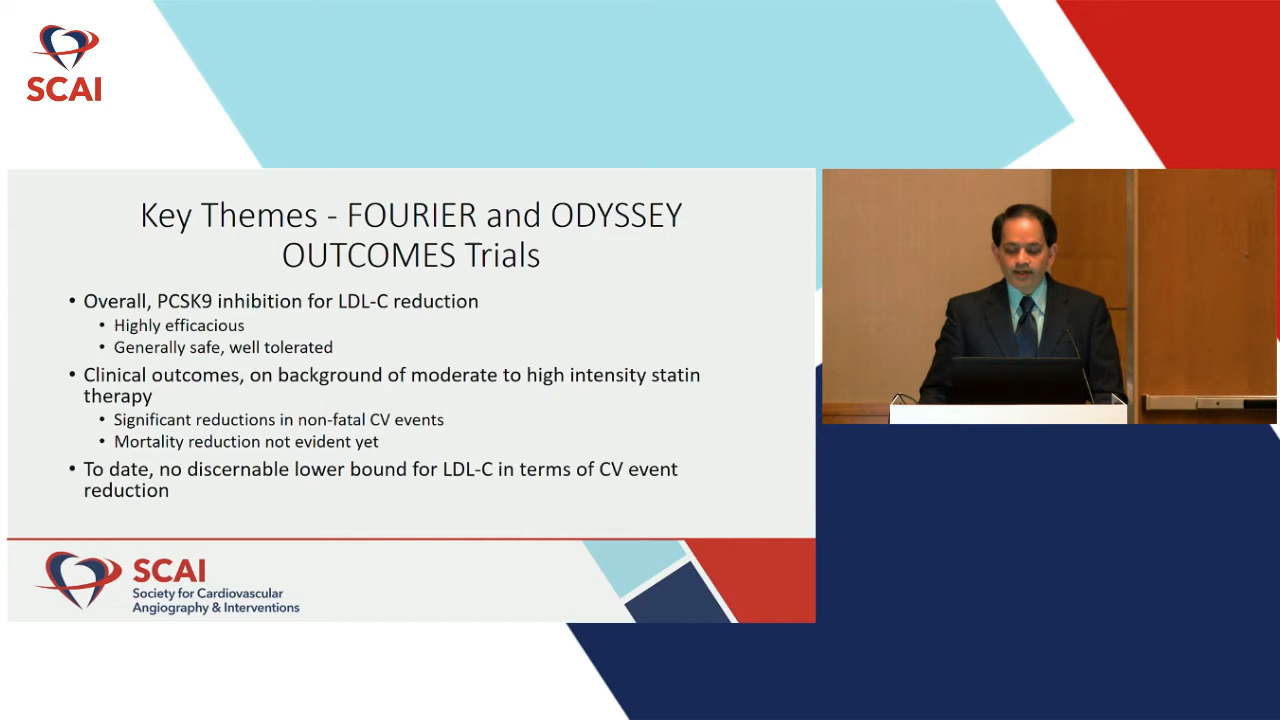 SCAI
Key Themes - FOURIER and ODYSSEY
OUTCOMES Trials
• Overall, PCSK9 inhibition for LDL-C reduction
• Highly efficacious
• Generally safe, well tolerated
• Clinical outcomes, on background of moderate to high intensity statin
therapy
• Significant reductions in non-fatal CV events
• Mortality reduction not evident yet
• To date, no discernable lower bound for LDL-C in terms of CV event
reduction
SCAI
Society for Cardiovascular
Angiography & Interventions